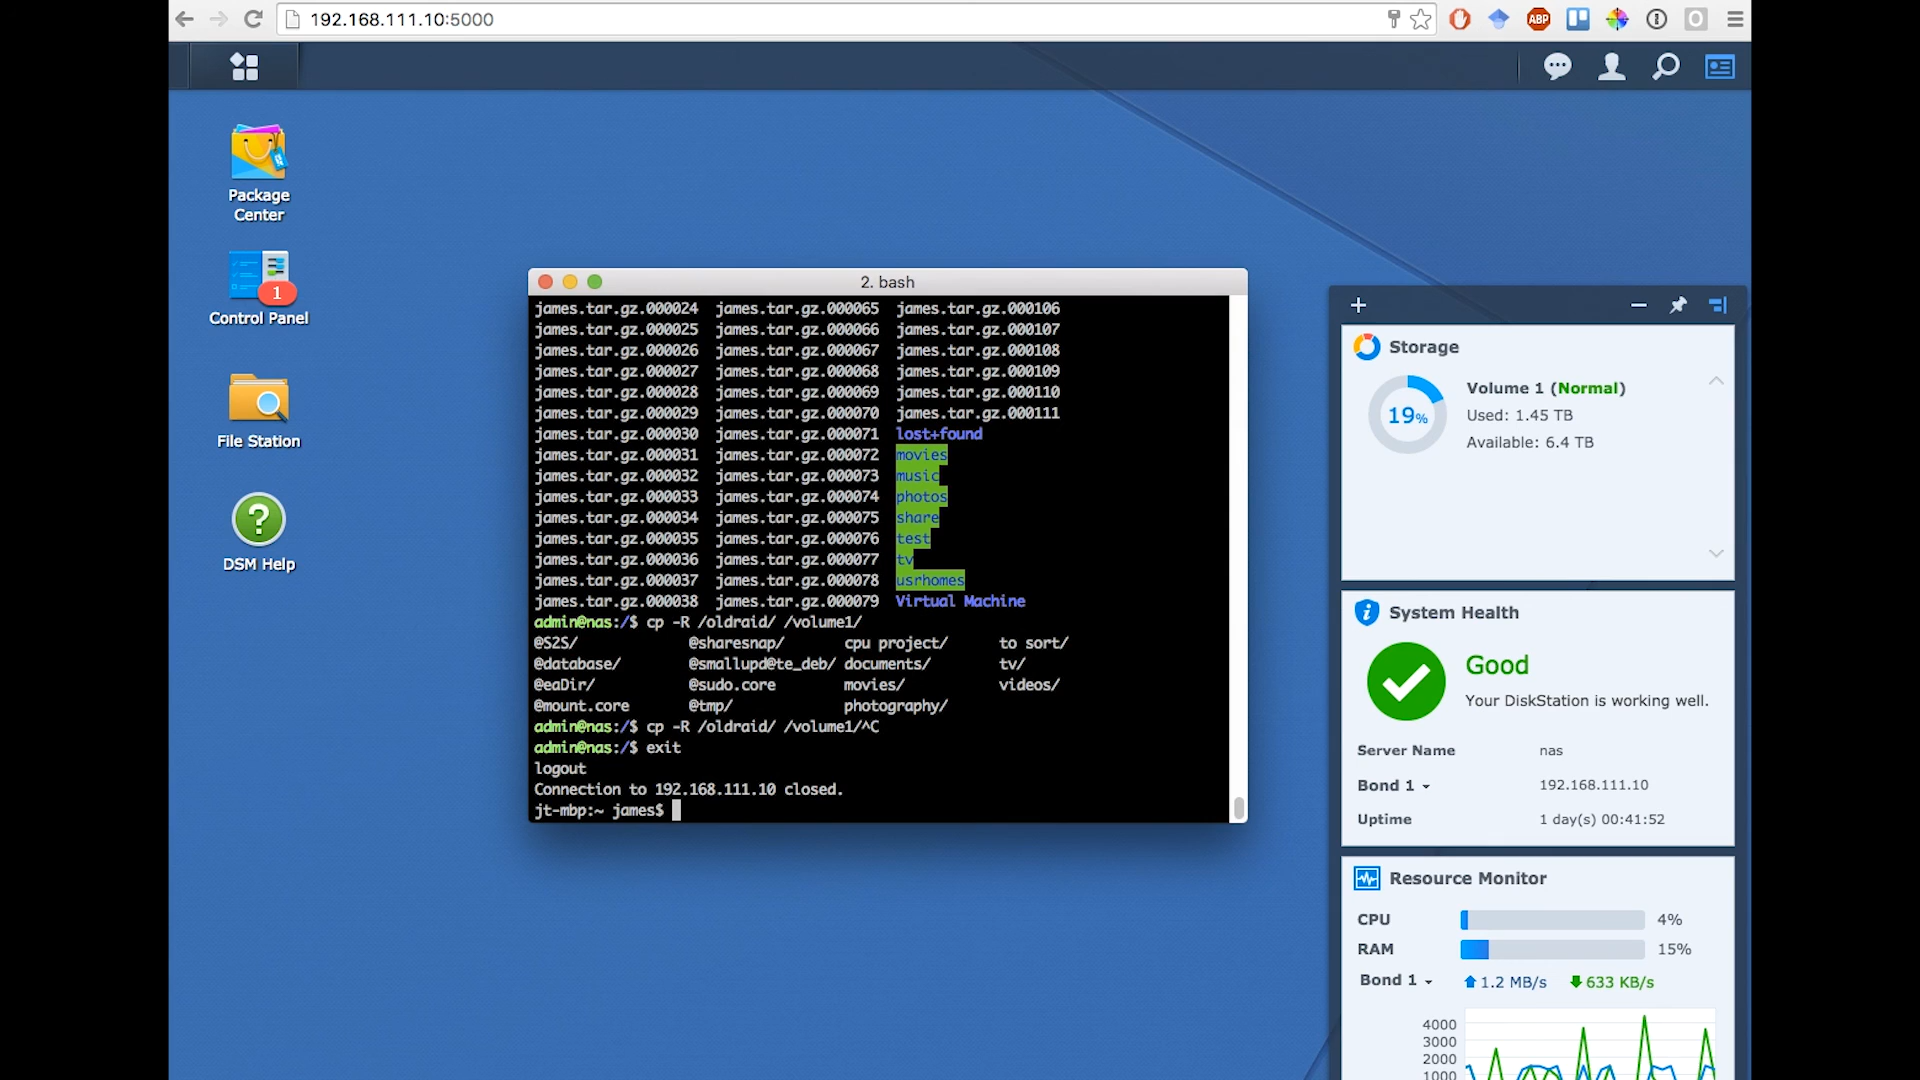 192.168.111.10:5000
ABP
Package
Center
1
Control Panel
File Station
DSM Help
2. bash
james.tar.gz.000024 james.tar.gz.000065 james.tar.gz.000106
james.tar.gz.000025 james.tar.gz.000066 james.tar.gz.000107
james.tar.gz.000026 james.tar.gz.000067 james.tar.gz.000108
james.tar.gz.000027 james.tar.gz.000068 james.tar.gz.000109
james.tar.gz.000028 james.tar.gz.000069 james.tar.gz.000110
james.tar.gz.000029 james.tar.gz.000070 james.tar.gz.000111
james.tar.gz.000030 james.tar.gz.000071 lost+found
james.tar.gz.000031 james.tar.gz.000072 movies
james.tar.gz.000032 james.tar.gz.000073 music
james.tar.gz.000033 james.tar.gz.000074 photos
james.tar.gz.000034 james.tar.gz.000075 share
james.tar.gz.000035 james.tar.gz.000076 test
james.tar.gz.000036 james.tar.gz.000077 tv
james.tar.gz.000037 james.tar.gz.000078 usrhomes
james.tar.gz.000038 james.tar.gz.000079 Virtual Machine
admin@nas:/$ cp -R /oldraid/ /volume1/
@S2S/ @sharesnap/ cpu project/ to sort/
@database/ @smallupd@te_deb/ documents/ tv/
@eaDir/ @sudo.core movies/ videos/
@mount.core @tmp/ photography/
admin@nas:/$ cp -R /oldraid/ /volume1/^C
admin@nas:/$ exit
logout
Connection to 192.168.111.10 closed.
jt-mbp:~ james$
Storage
19%
Volume 1 (Normal)
Used: 1.45 TB
Available: 6.4 TB
System Health
Good
Your DiskStation is working well.
Server Name nas
Bond 1 192.168.111.10
Uptime 1 day(s) 00:41:52
Resource Monitor
CPU 4%
RAM 15%
Bond 1 1.2 MB/s 633 KB/s
4000
3000
2000
1000